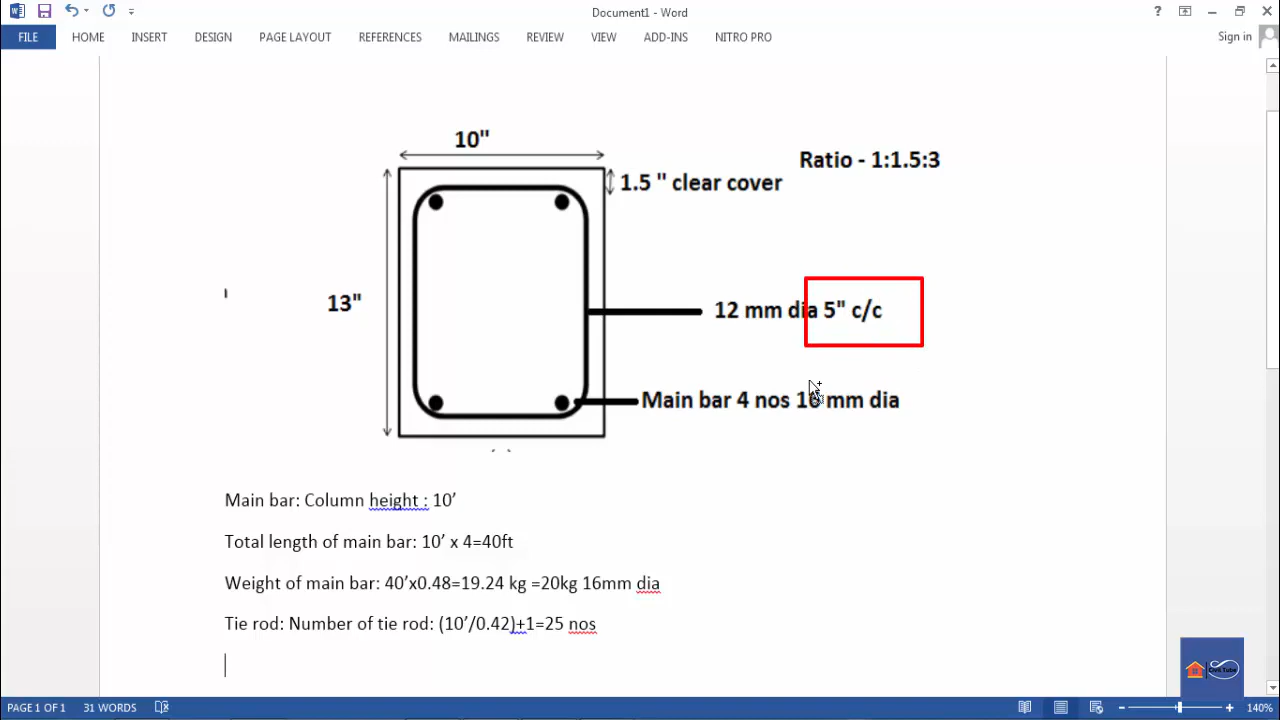 Document1 - Word
?
FILE HOME INSERT DESIGN PAGE LAYOUT REFERENCES MAILINGS REVIEW VIEW ADD-INS NITRO PRO Sign in
10"
Ratio - 1:1.5:3
1.5 " clear cover
13"
12 mm dia 5" c/c
Main bar 4 nos 16 mm dia
Main bar: Column height : 10’
Total length of main bar: 10’ x 4=40ft
Weight of main bar: 40’x0.48=19.24 kg =20kg 16mm dia
Tie rod: Number of tie rod: (10’/0.42)+1=25 nos
PAGE 1 OF 1 31 WORDS 140%